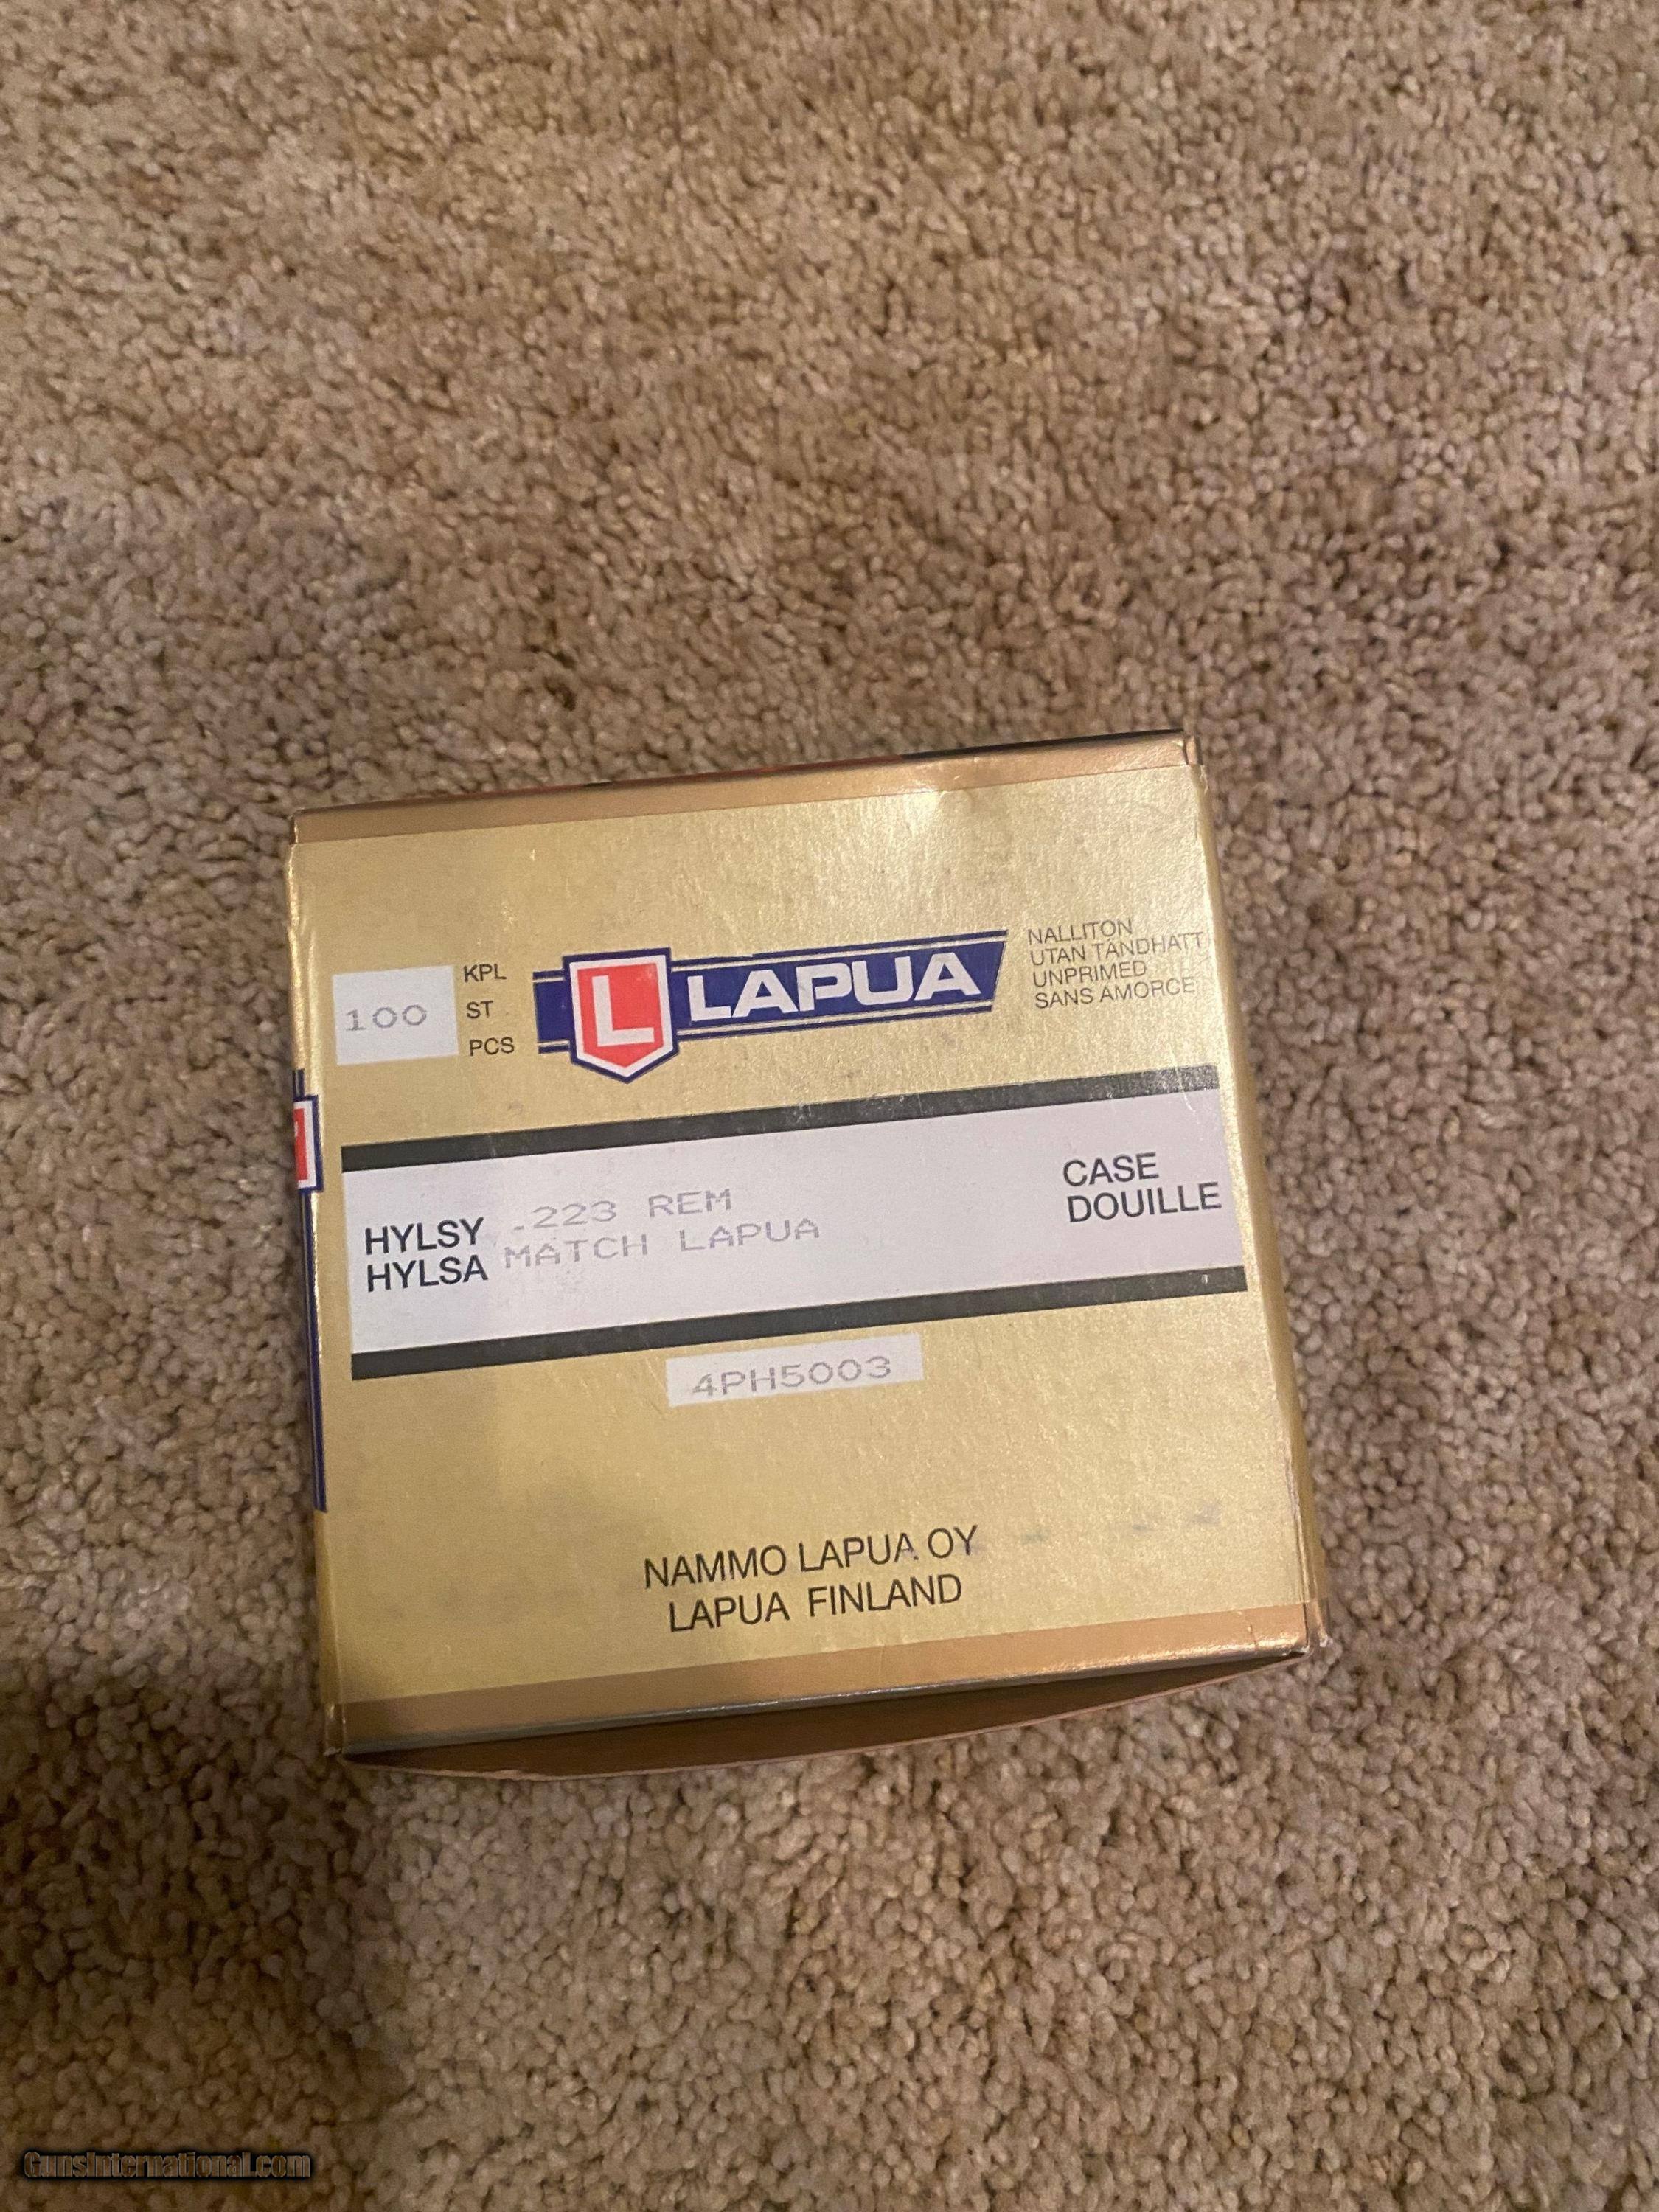 100
KPL
ST
PCS
L LAPUA
NALLITON
UTAN TÄNDHATT
UNPRIMED
SANS AMORCE
HYLSY
HYLSA
.223 REM
MATCH LAPUA
CASE
DOUILLE
4PH5003
NAMMO LAPUA OY
LAPUA FINLAND
GunsInternational.com